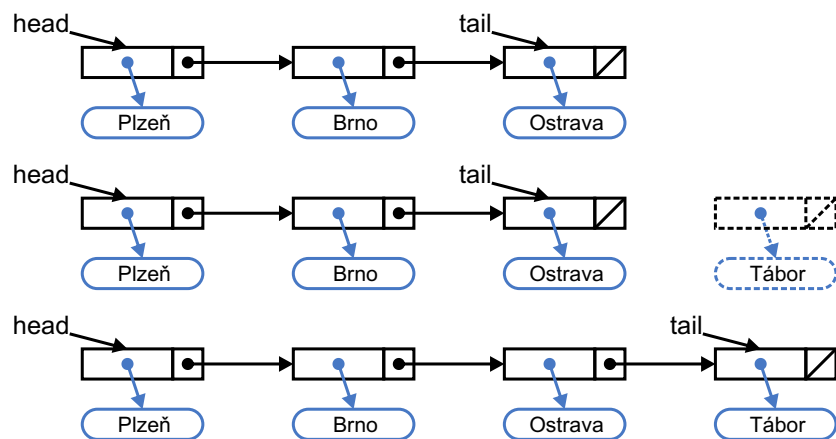 head tail
Plzeň Brno Ostrava
head tail
Plzeň Brno Ostrava Tábor
head tail
Plzeň Brno Ostrava Tábor